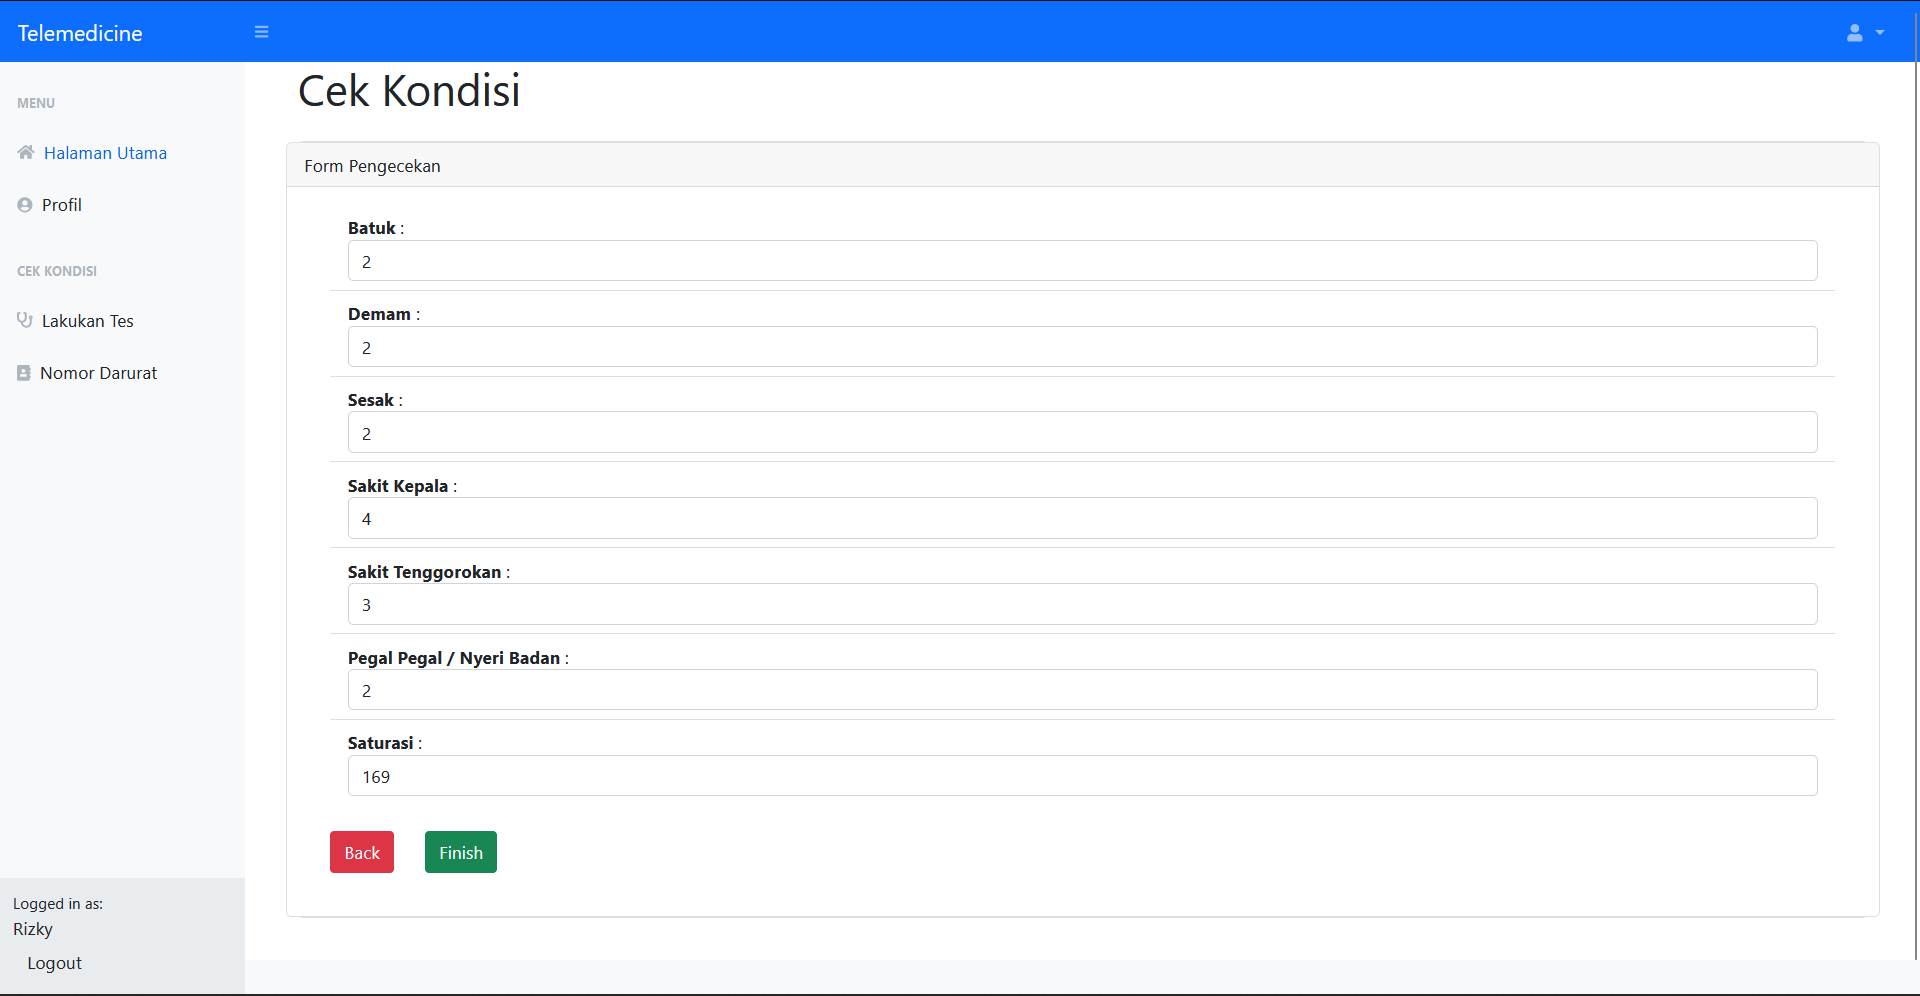 Telemedicine
MENU
Halaman Utama
Profil
CEK KONDISI
Lakukan Tes
Nomor Darurat
Logged in as:
Rizky
Logout
Cek Kondisi
Form Pengecekan
Batuk :
2
Demam :
2
Sesak :
2
Sakit Kepala :
4
Sakit Tenggorokan :
3
Pegal Pegal / Nyeri Badan :
2
Saturasi :
169
Back Finish